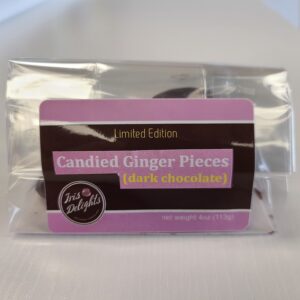 Limited Edition
Candied Ginger Pieces
(dark chocolate)
Iris
Delights
net weight 4oz (113g)